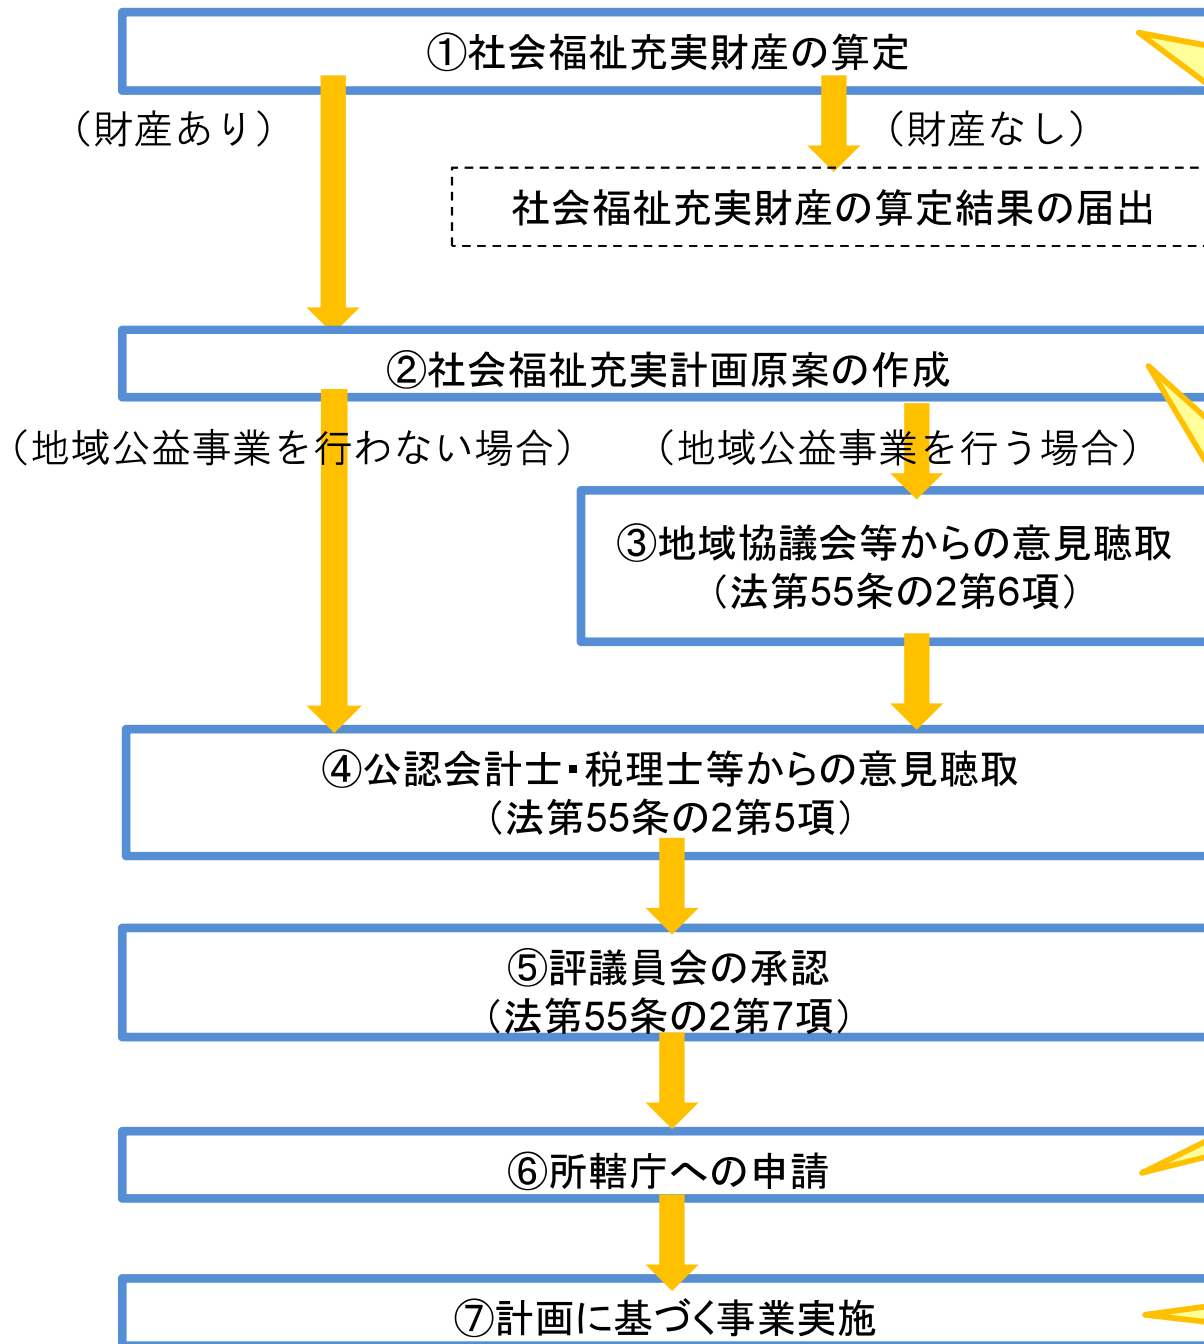 ①社会福祉充実財産の算定
（財産あり）
（財産なし）
社会福祉充実財産の算定結果の届出
②社会福祉充実計画原案の作成
（地域公益事業を行わない場合）
（地域公益事業を行う場合）
③地域協議会等からの意見聴取
（法第55条の2第6項）
④公認会計士・税理士等からの意見聴取
（法第55条の2第5項）
⑤評議員会の承認
（法第55条の2第7項）
⑥所轄庁への申請
⑦計画に基づく事業実施